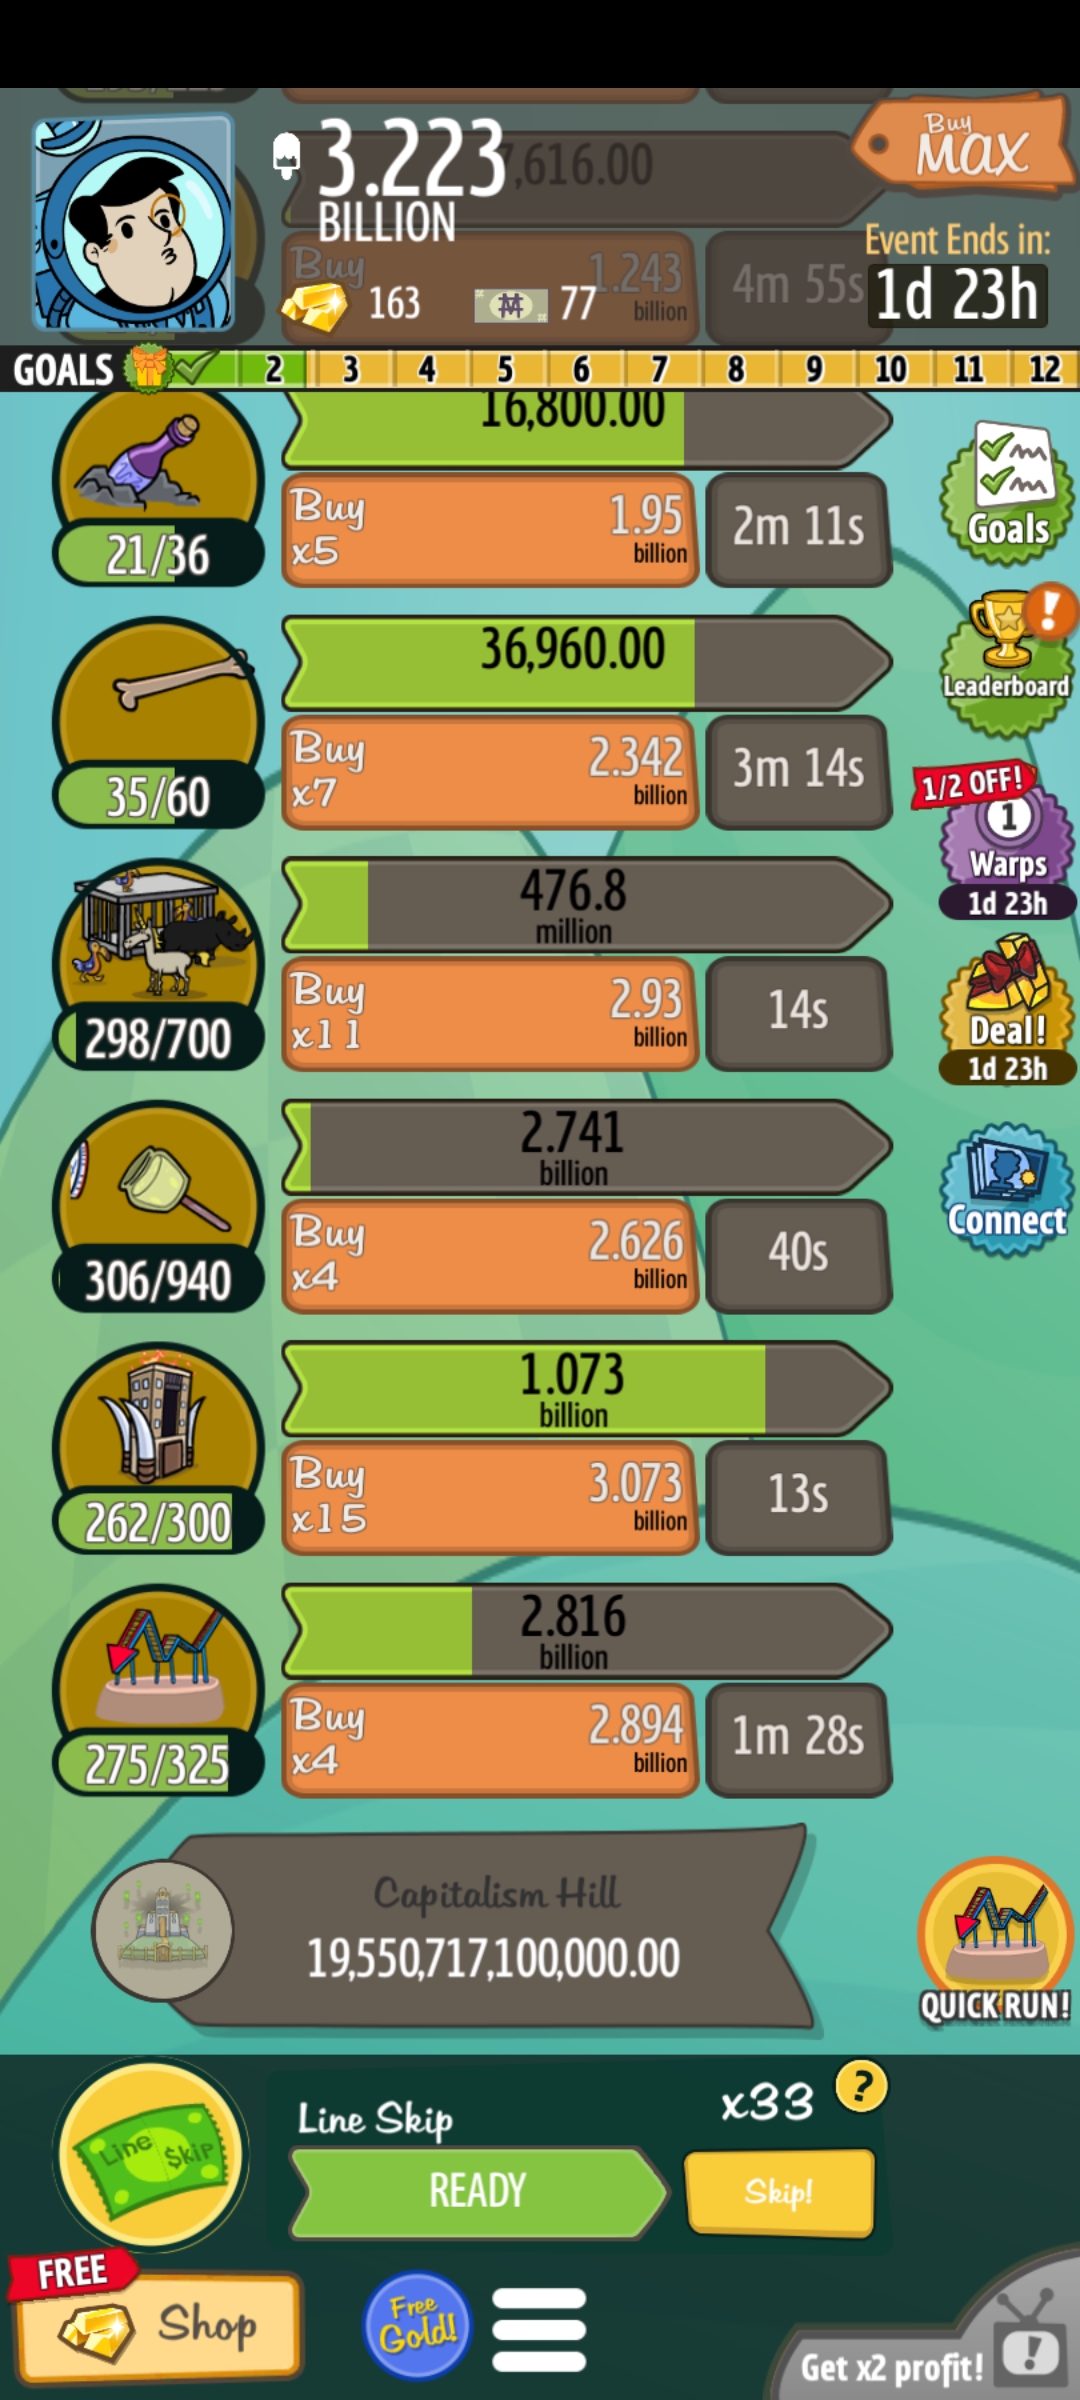 3.223
BILLION
7,616.00
Buy
MAX
Buy
1.243
billion
4m 55s
163
77
Event Ends in:
1d 23h
GOALS 2 3 4 5 6 7 8 9 10 11 12
16,800.00
Buy
x5
1.95
billion
2m 11s
21/36
Goals
36,960.00
Buy
x7
2.342
billion
3m 14s
35/60
Leaderboard
!
1/2 OFF!
1
Warps
1d 23h
476.8
million
Buy
x11
2.93
billion
14s
298/700
Deal!
1d 23h
2.741
billion
Buy
x4
2.626
billion
40s
306/940
Connect
1.073
billion
Buy
x15
3.073
billion
13s
262/300
2.816
billion
Buy
x4
2.894
billion
1m 28s
275/325
Capitalism Hill
19,550,717,100,000.00
QUICK RUN!
Line $kip
Line Skip
x33
?
READY
Skip!
FREE
Shop
Free
Gold!
Get x2 profit!
!